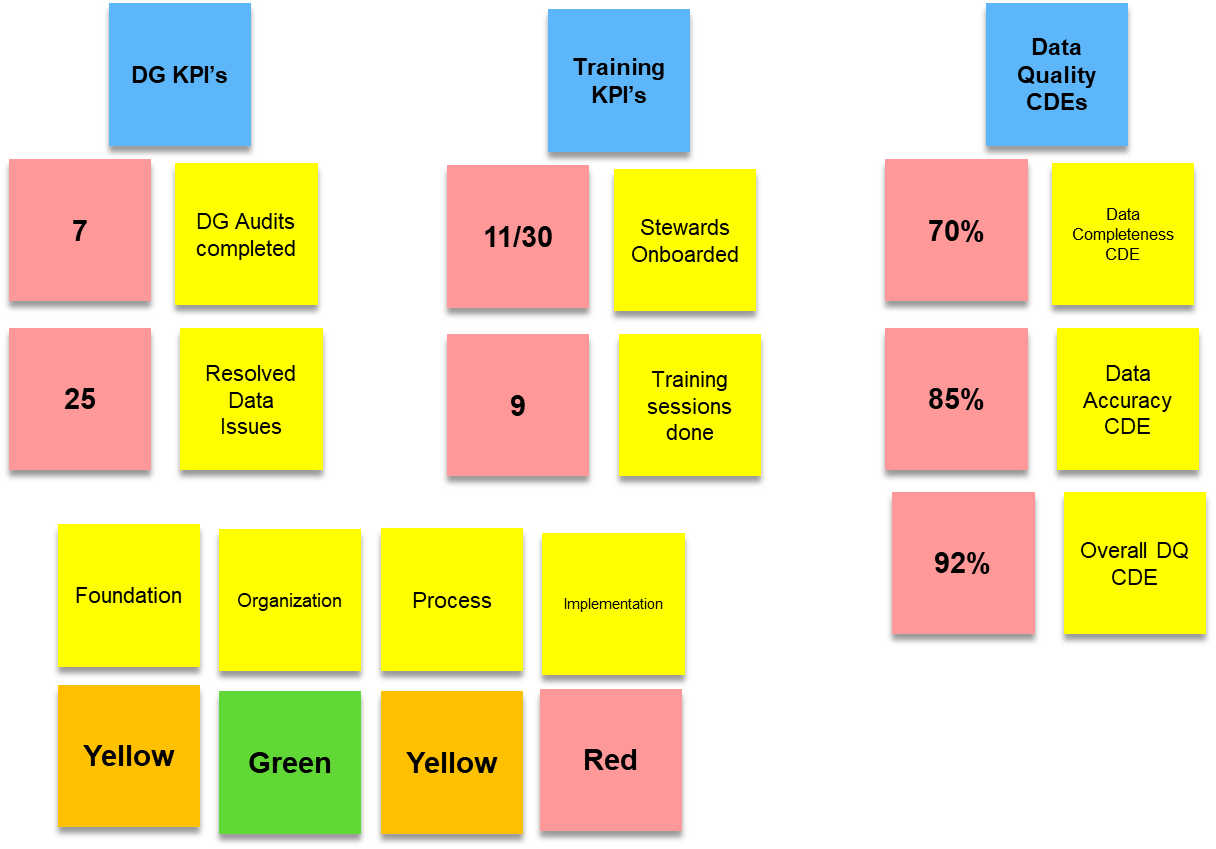 DG KPI's
Training
KPI's
Data
Quality
CDEs
7
DG Audits
completed
11/30
Stewards
Onboarded
70%
Data
Completeness
CDE
25
Resolved
Data
Issues
9
Training
sessions
done
85%
Data
Accuracy
CDE
92%
Overall DQ
CDE
Foundation
Organization
Process
Implementation
Yellow
Green
Yellow
Red